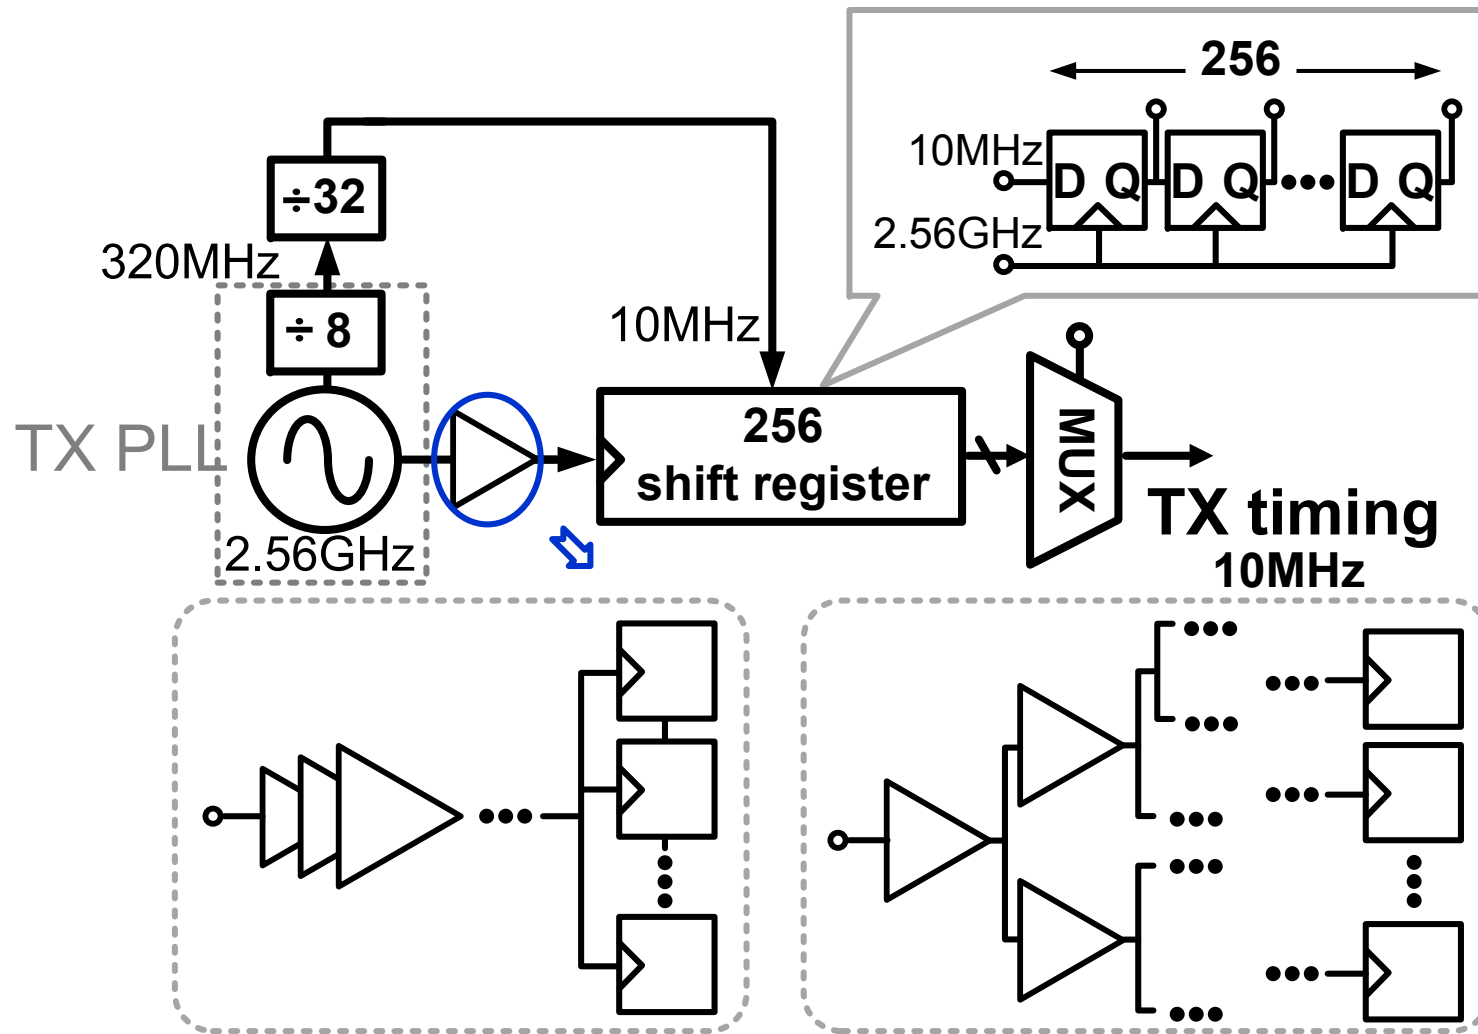 256
10MHz
D Q D Q D Q
2.56GHz
÷32
320MHz
÷ 8
10MHz
TX PLL
2.56GHz
256
shift register
MUX
TX timing
10MHz